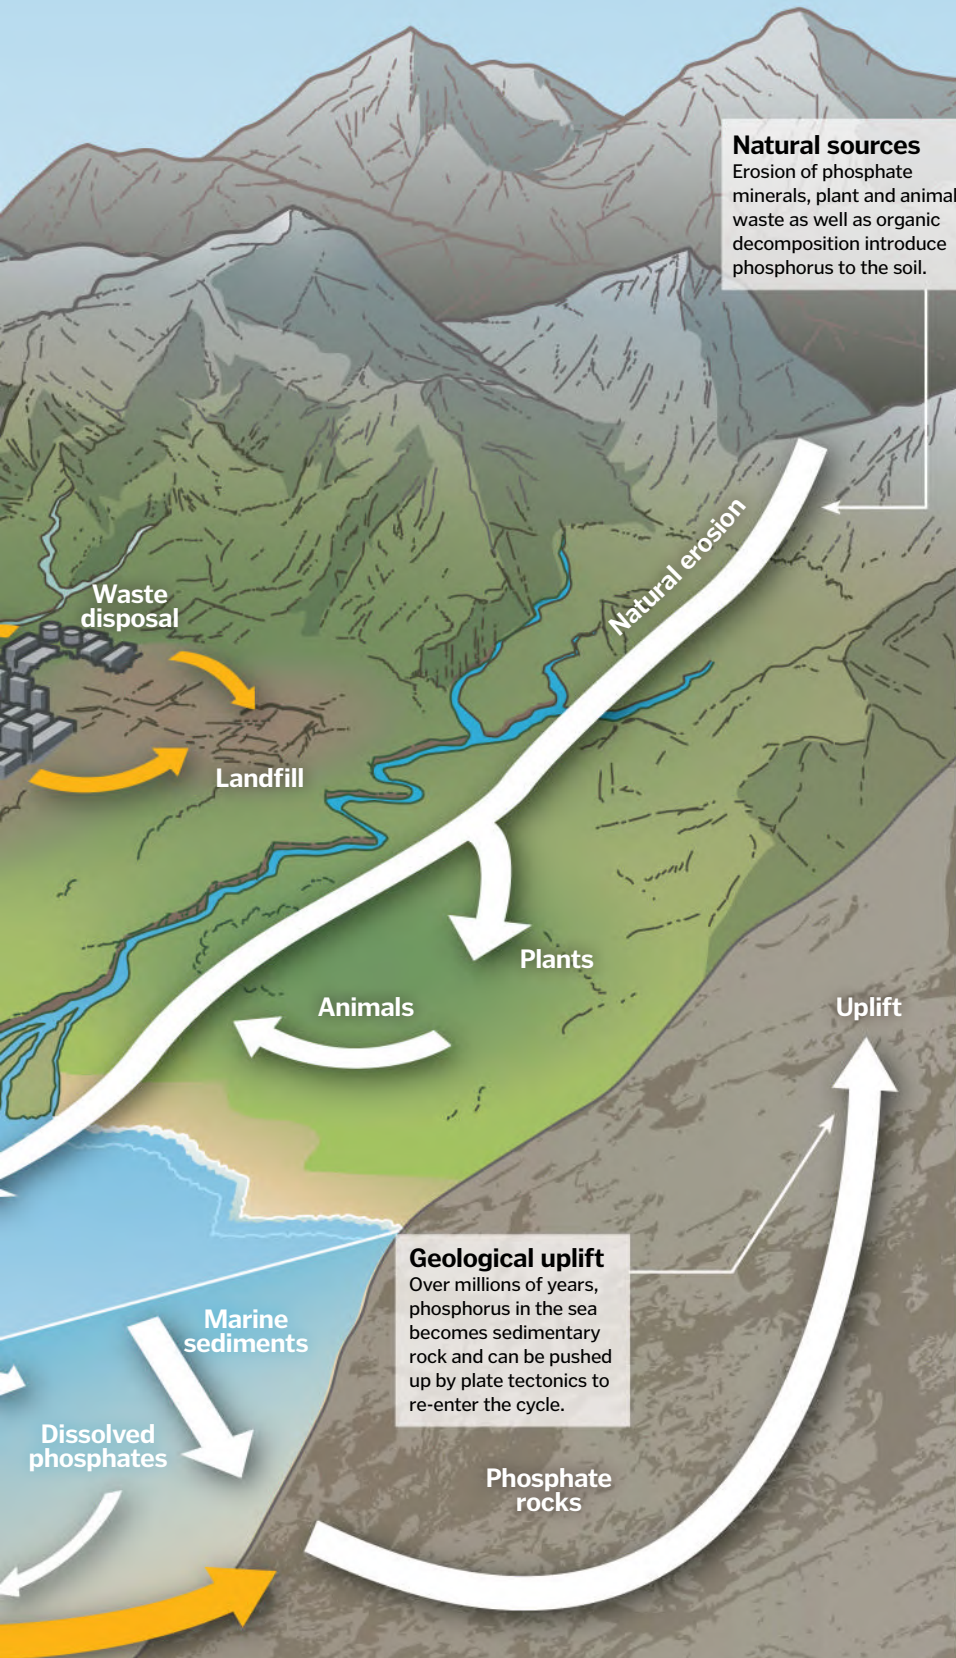 Natural sources
Erosion of phosphate
minerals, plant and animal
waste as well as organic
decomposition introduce
phosphorus to the soil.
Natural erosion
Waste
disposal
Landfill
Plants
Animals
Uplift
Geological uplift
Over millions of years,
phosphorus in the sea
becomes sedimentary
rock and can be pushed
up by plate tectonics to
re-enter the cycle.
Marine
sediments
Dissolved
phosphates
Phosphate
rocks